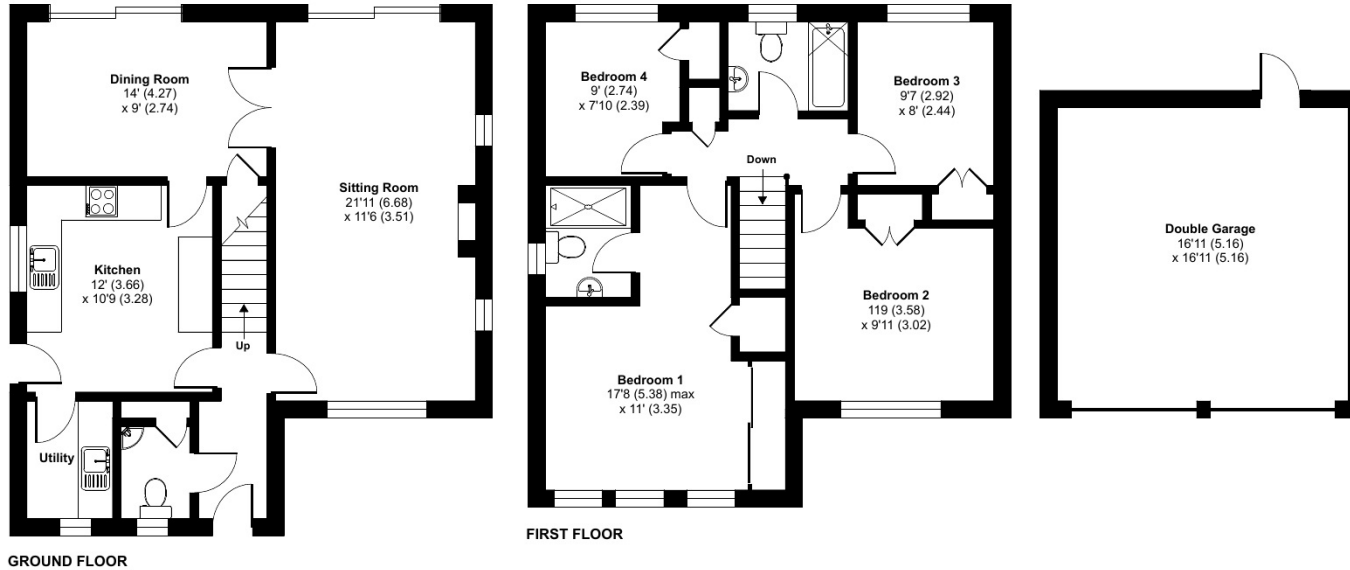 Dining Room
14' (4.27)
x 9' (2.74)
Sitting Room
21'11 (6.68)
x 11'6 (3.51)
Kitchen
12' (3.66)
x 10'9 (3.28)
Up
Utility
GROUND FLOOR
Bedroom 4
9' (2.74)
x 7'10 (2.39)
Bedroom 3
9'7 (2.92)
x 8' (2.44)
Down
Bedroom 2
119 (3.58)
x 9'11 (3.02)
Bedroom 1
17'8 (5.38) max
x 11' (3.35)
FIRST FLOOR
Double Garage
16'11 (5.16)
x 16'11 (5.16)